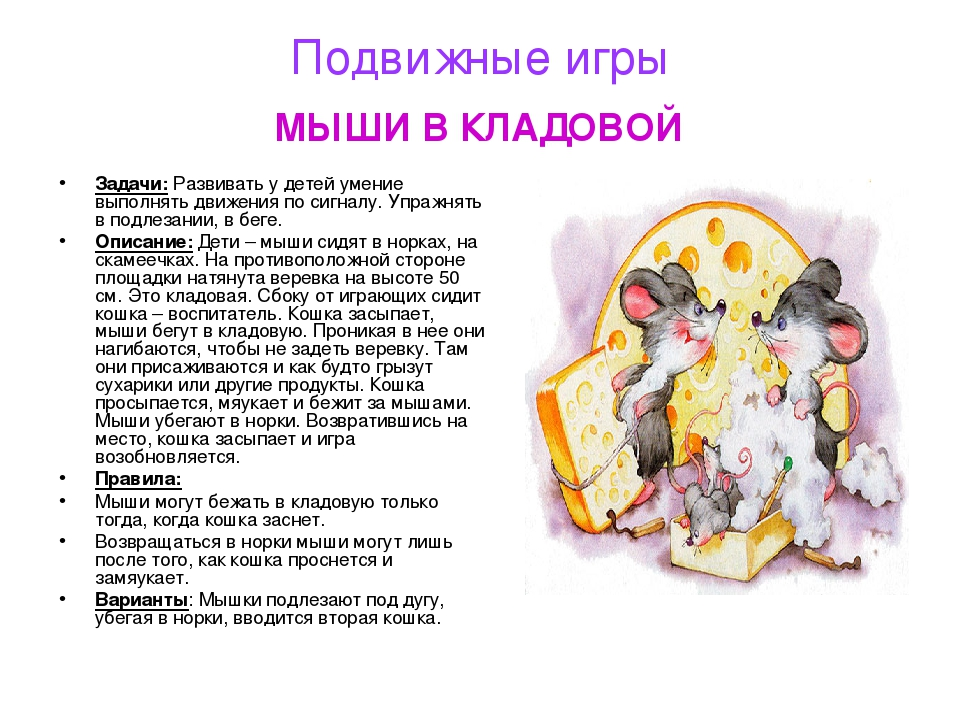 Подвижные игры
МЫШИ В КЛАДОВОЙ
• Задачи: Развивать у детей умение
выполнять движения по сигналу. Упражнять
в подлезании, в беге.
• Описание: Дети – мыши сидят в норках, на
скамеечках. На противоположной стороне
площадки натянута веревка на высоте 50
см. Это кладовая. Сбоку от играющих сидит
кошка – воспитатель. Кошка засыпает,
мыши бегут в кладовую. Проникая в нее они
нагибаются, чтобы не задеть веревку. Там
они присаживаются и как будто грызут
сухарики или другие продукты. Кошка
просыпается, мяукает и бежит за мышами.
Мыши убегают в норки. Возвратившись на
место, кошка засыпает и игра
возобновляется.
• Правила:
• Мыши могут бежать в кладовую только
тогда, когда кошка заснет.
• Возвращаться в норки мыши могут лишь
после того, как кошка проснется и
замяукает.
• Варианты: Мышки подлезают под дугу,
убегая в норки, вводится вторая кошка.